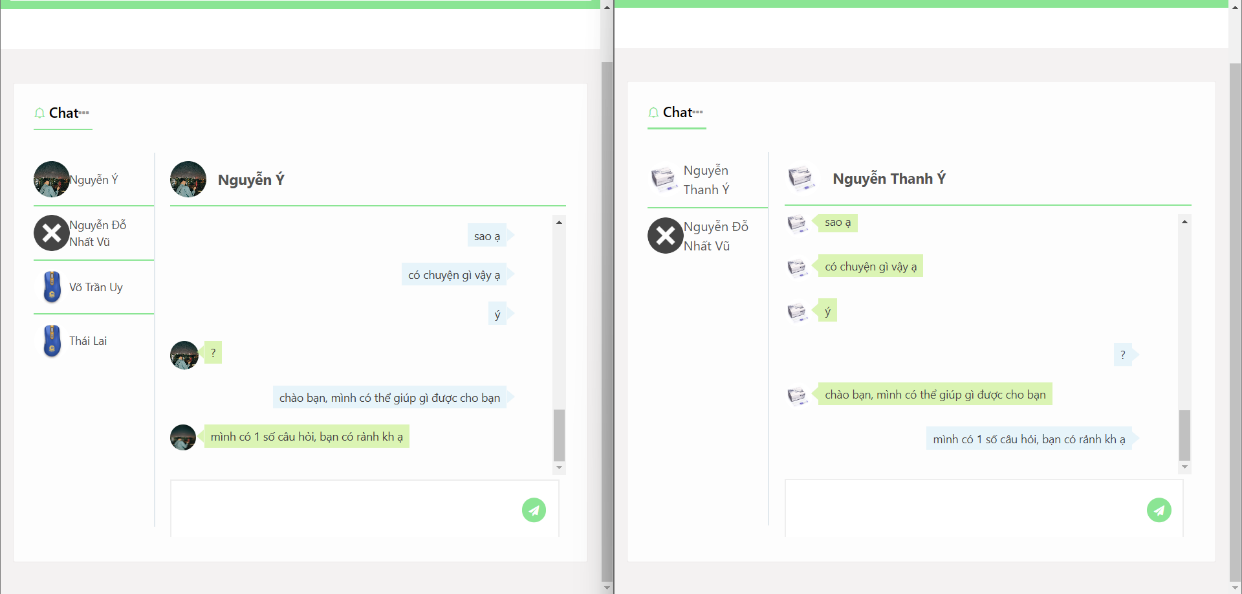 Chat
Nguyễn Ý
Nguyễn Đỗ
Nhất Vũ
Võ Trần Uy
Thái Lai
Nguyễn Ý
sao ạ
có chuyện gì vậy ạ
ý
?
chào bạn, mình có thể giúp gì được cho bạn
mình có 1 số câu hỏi, bạn có rảnh kh ạ
Chat
Nguyễn
Thanh Ý
Nguyễn Đỗ
Nhất Vũ
Nguyễn Thanh Ý
sao ạ
có chuyện gì vậy ạ
ý
?
chào bạn, mình có thể giúp gì được cho bạn
mình có 1 số câu hỏi, bạn có rảnh kh ạ